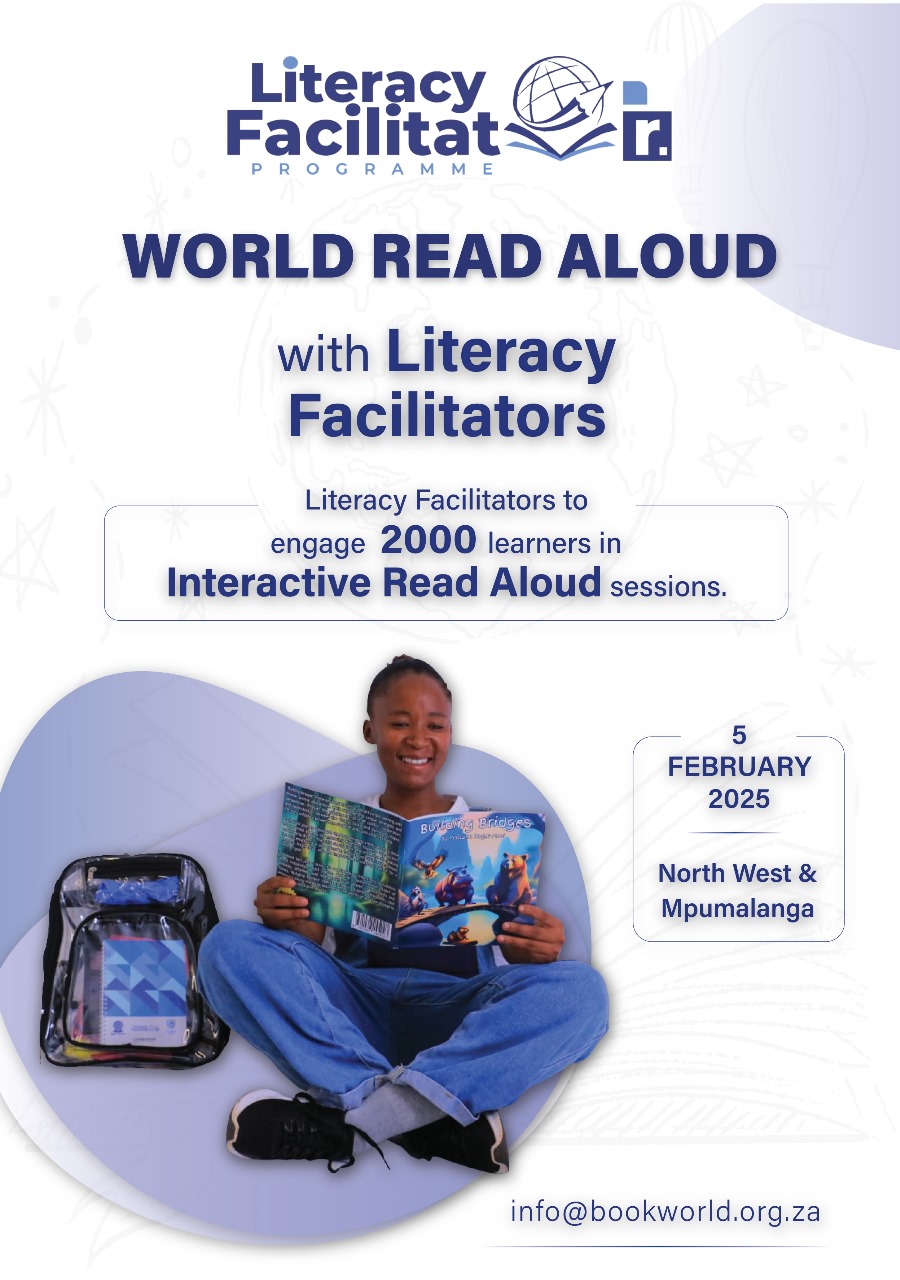 Literacy
Facilitator.
PROGRAMME
WORLD READ ALOUD
with Literacy
Facilitators
Literacy Facilitators to
engage 2000 learners in
Interactive Read Aloud sessions.
Building Bridges
5
FEBRUARY
2025
North West &
Mpumalanga
info@bookworld.org.za